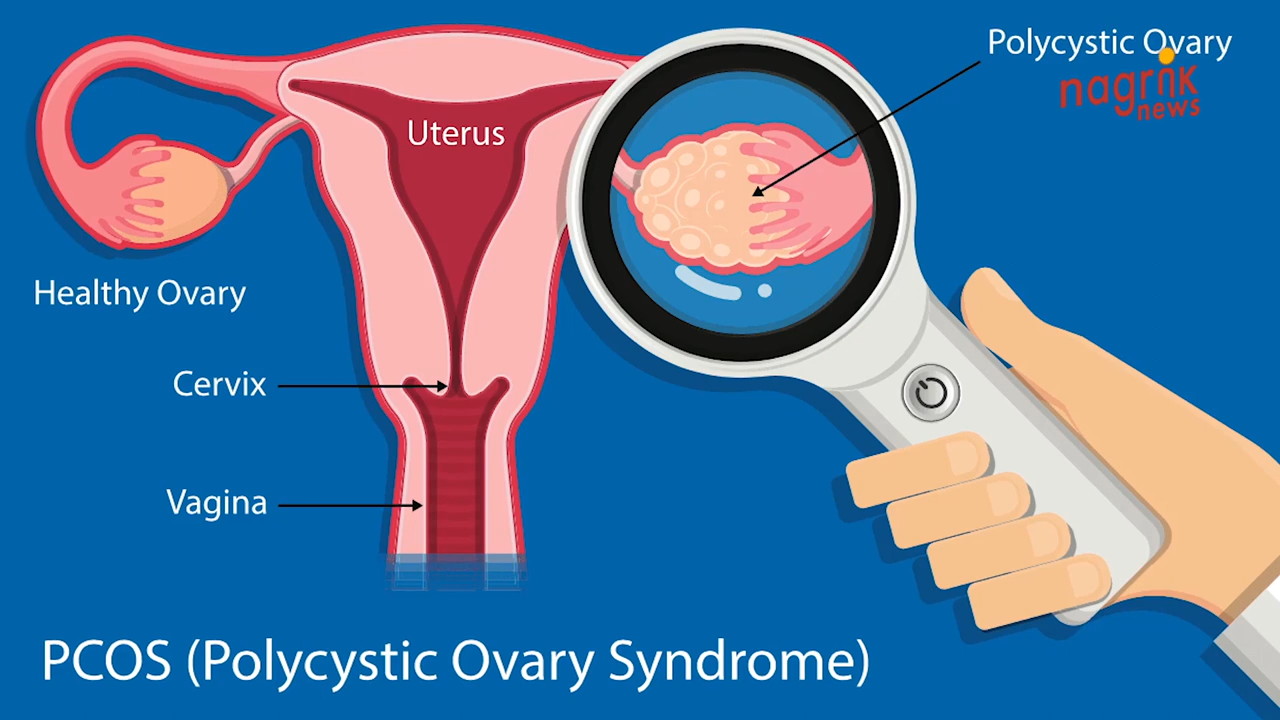 Polycystic Ovary
nagrik
news
Uterus
Healthy Ovary
Cervix
Vagina
PCOS (Polycystic Ovary Syndrome)